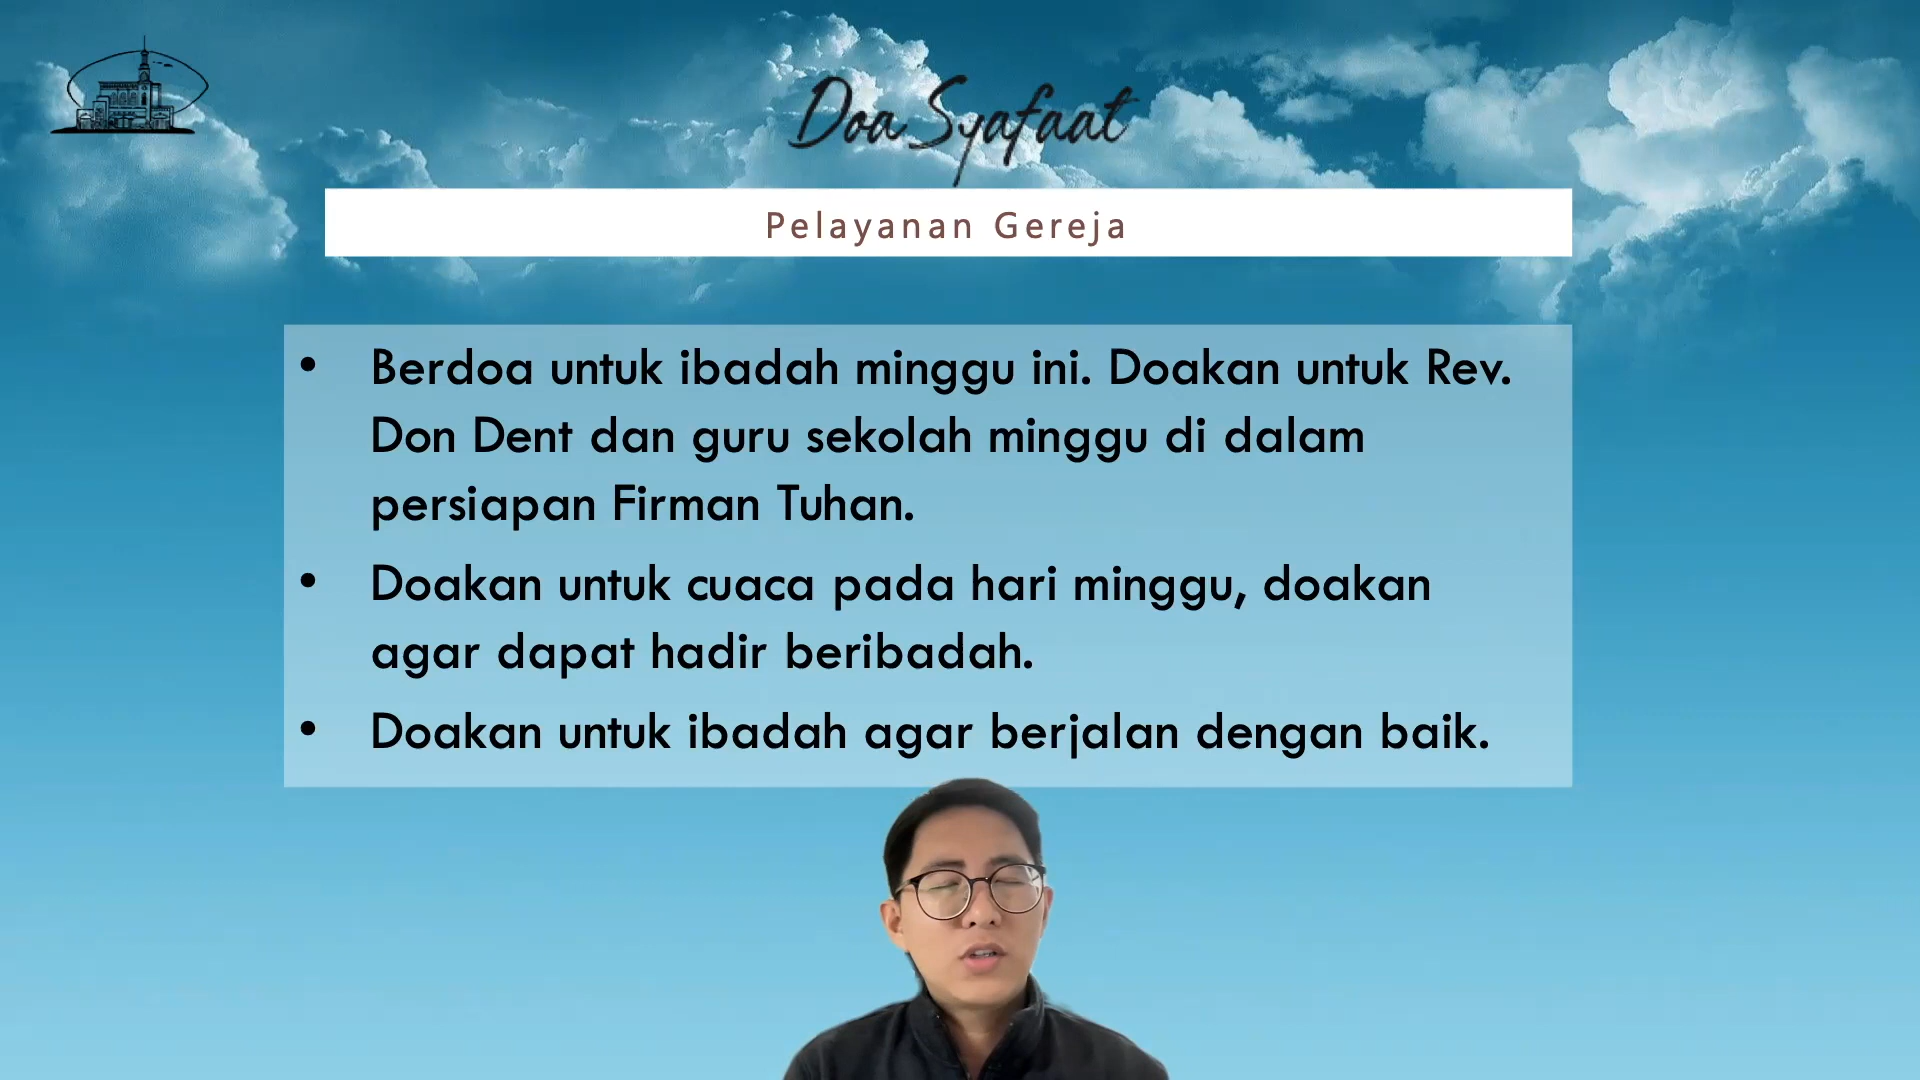 Doa Syafaat
Pelayanan Gereja
• Berdoa untuk ibadah minggu ini. Doakan untuk Rev.
Don Dent dan guru sekolah minggu di dalam
persiapan Firman Tuhan.
• Doakan untuk cuaca pada hari minggu, doakan
agar dapat hadir beribadah.
• Doakan untuk ibadah agar berjalan dengan baik.